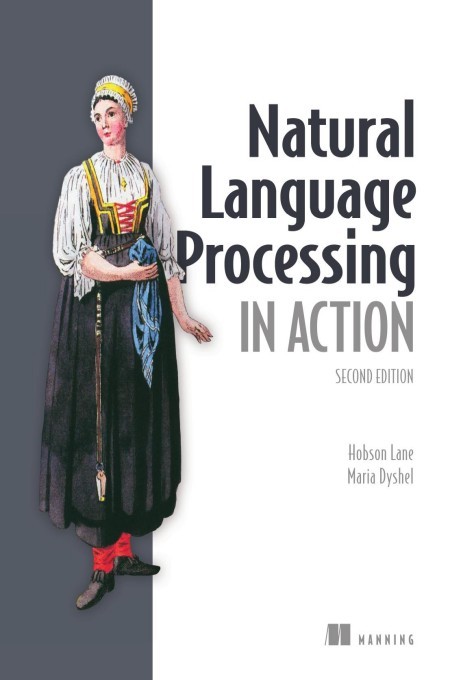 Natural
Language
Processing
IN ACTION
SECOND EDITION
Hobson Lane
Maria Dyshel
MANNING